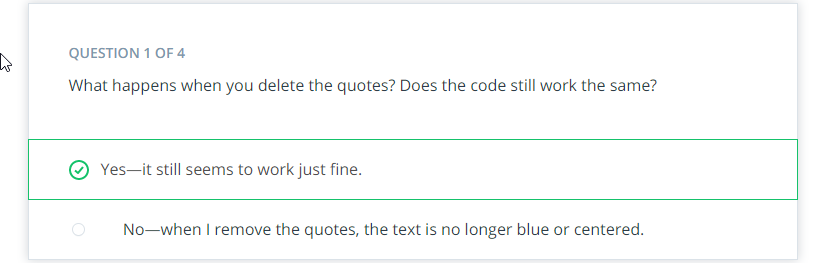 QUESTION 1 OF 4
What happens when you delete the quotes? Does the code still work the same?
Yes—it still seems to work just fine.
No—when I remove the quotes, the text is no longer blue or centered.